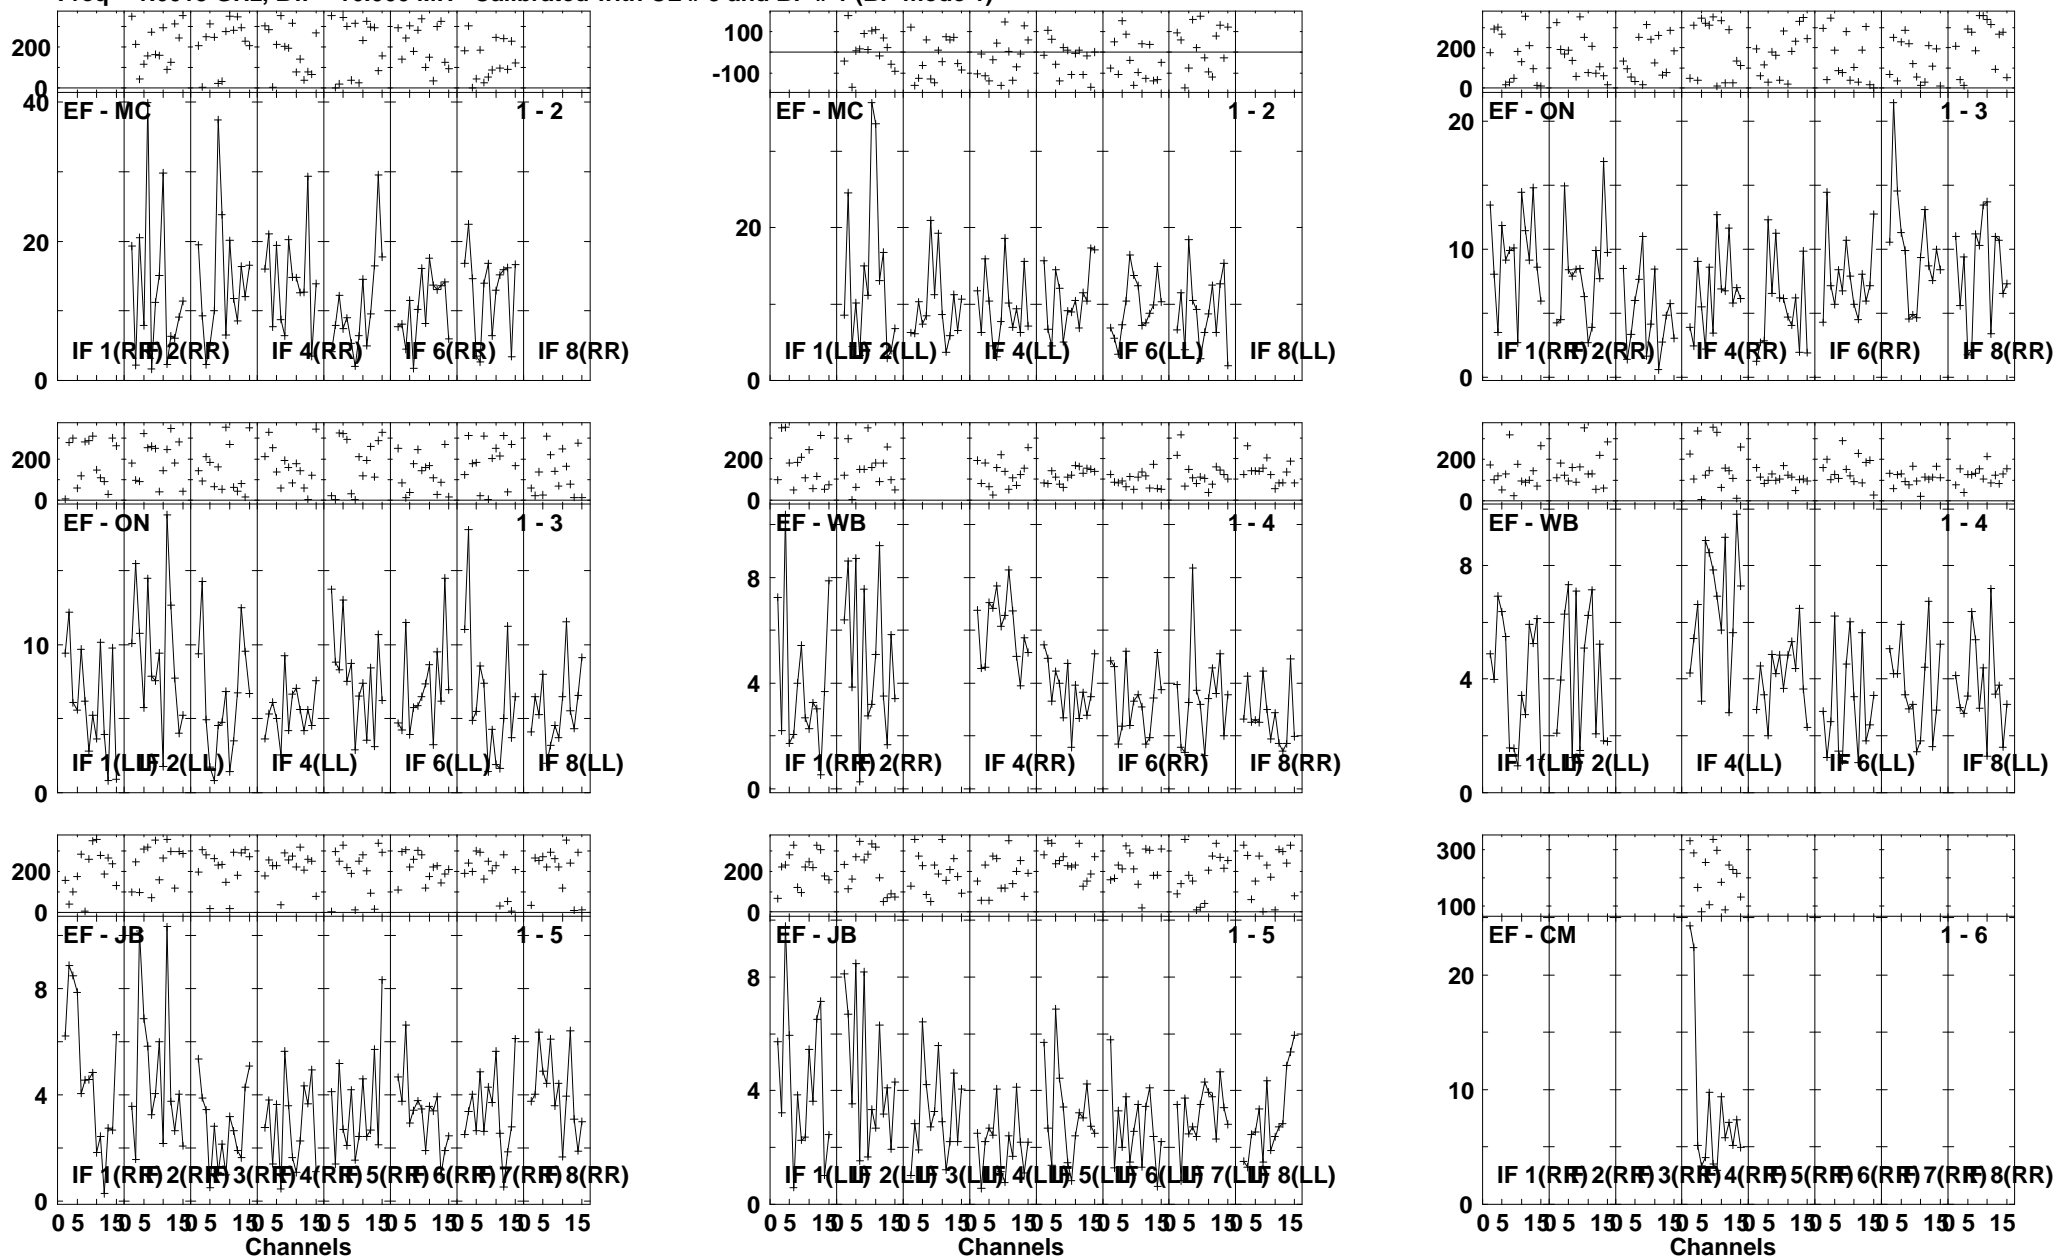 200
0
EF - MC
1 - 2
40
20
0
IF 1(RR)
IF 2(RR)
IF 4(RR)
IF 6(RR)
IF 8(RR)
100
-100
EF - MC
1 - 2
20
0
IF 1(LL)
IF 2(LL)
IF 4(LL)
IF 6(LL)
IF 8(LL)
200
0
EF - ON
1 - 3
20
10
0
IF 1(RR)
IF 2(RR)
IF 4(RR)
IF 6(RR)
IF 8(RR)
200
0
EF - ON
1 - 3
10
0
IF 1(LL)
IF 2(LL)
IF 4(LL)
IF 6(LL)
IF 8(LL)
200
0
EF - WB
1 - 4
8
4
0
IF 1(RR)
IF 2(RR)
IF 4(RR)
IF 6(RR)
IF 8(RR)
200
0
EF - WB
1 - 4
8
4
0
IF 1(LL)
IF 2(LL)
IF 4(LL)
IF 6(LL)
IF 8(LL)
200
0
EF - JB
1 - 5
8
4
0
IF 1(RR)
IF 2(RR)
IF 3(RR)
IF 4(RR)
IF 5(RR)
IF 6(RR)
IF 7(RR)
IF 8(RR)
0 5 15 0 5 15 0 5 15 0 5 15 0 5 15 0 5 15 0 5 15 0 5 15
Channels
200
0
EF - JB
1 - 5
8
4
0
IF 1(LL)
IF 2(LL)
IF 3(LL)
IF 4(LL)
IF 5(LL)
IF 6(LL)
IF 7(LL)
IF 8(LL)
0 5 15 0 5 15 0 5 15 0 5 15 0 5 15 0 5 15 0 5 15 0 5 15
Channels
300
100
EF - CM
1 - 6
20
10
0
IF 1(RR)
IF 2(RR)
IF 3(RR)
IF 4(RR)
IF 5(RR)
IF 6(RR)
IF 7(RR)
IF 8(RR)
0 5 15 0 5 15 0 5 15 0 5 15 0 5 15 0 5 15 0 5 15 0 5 15